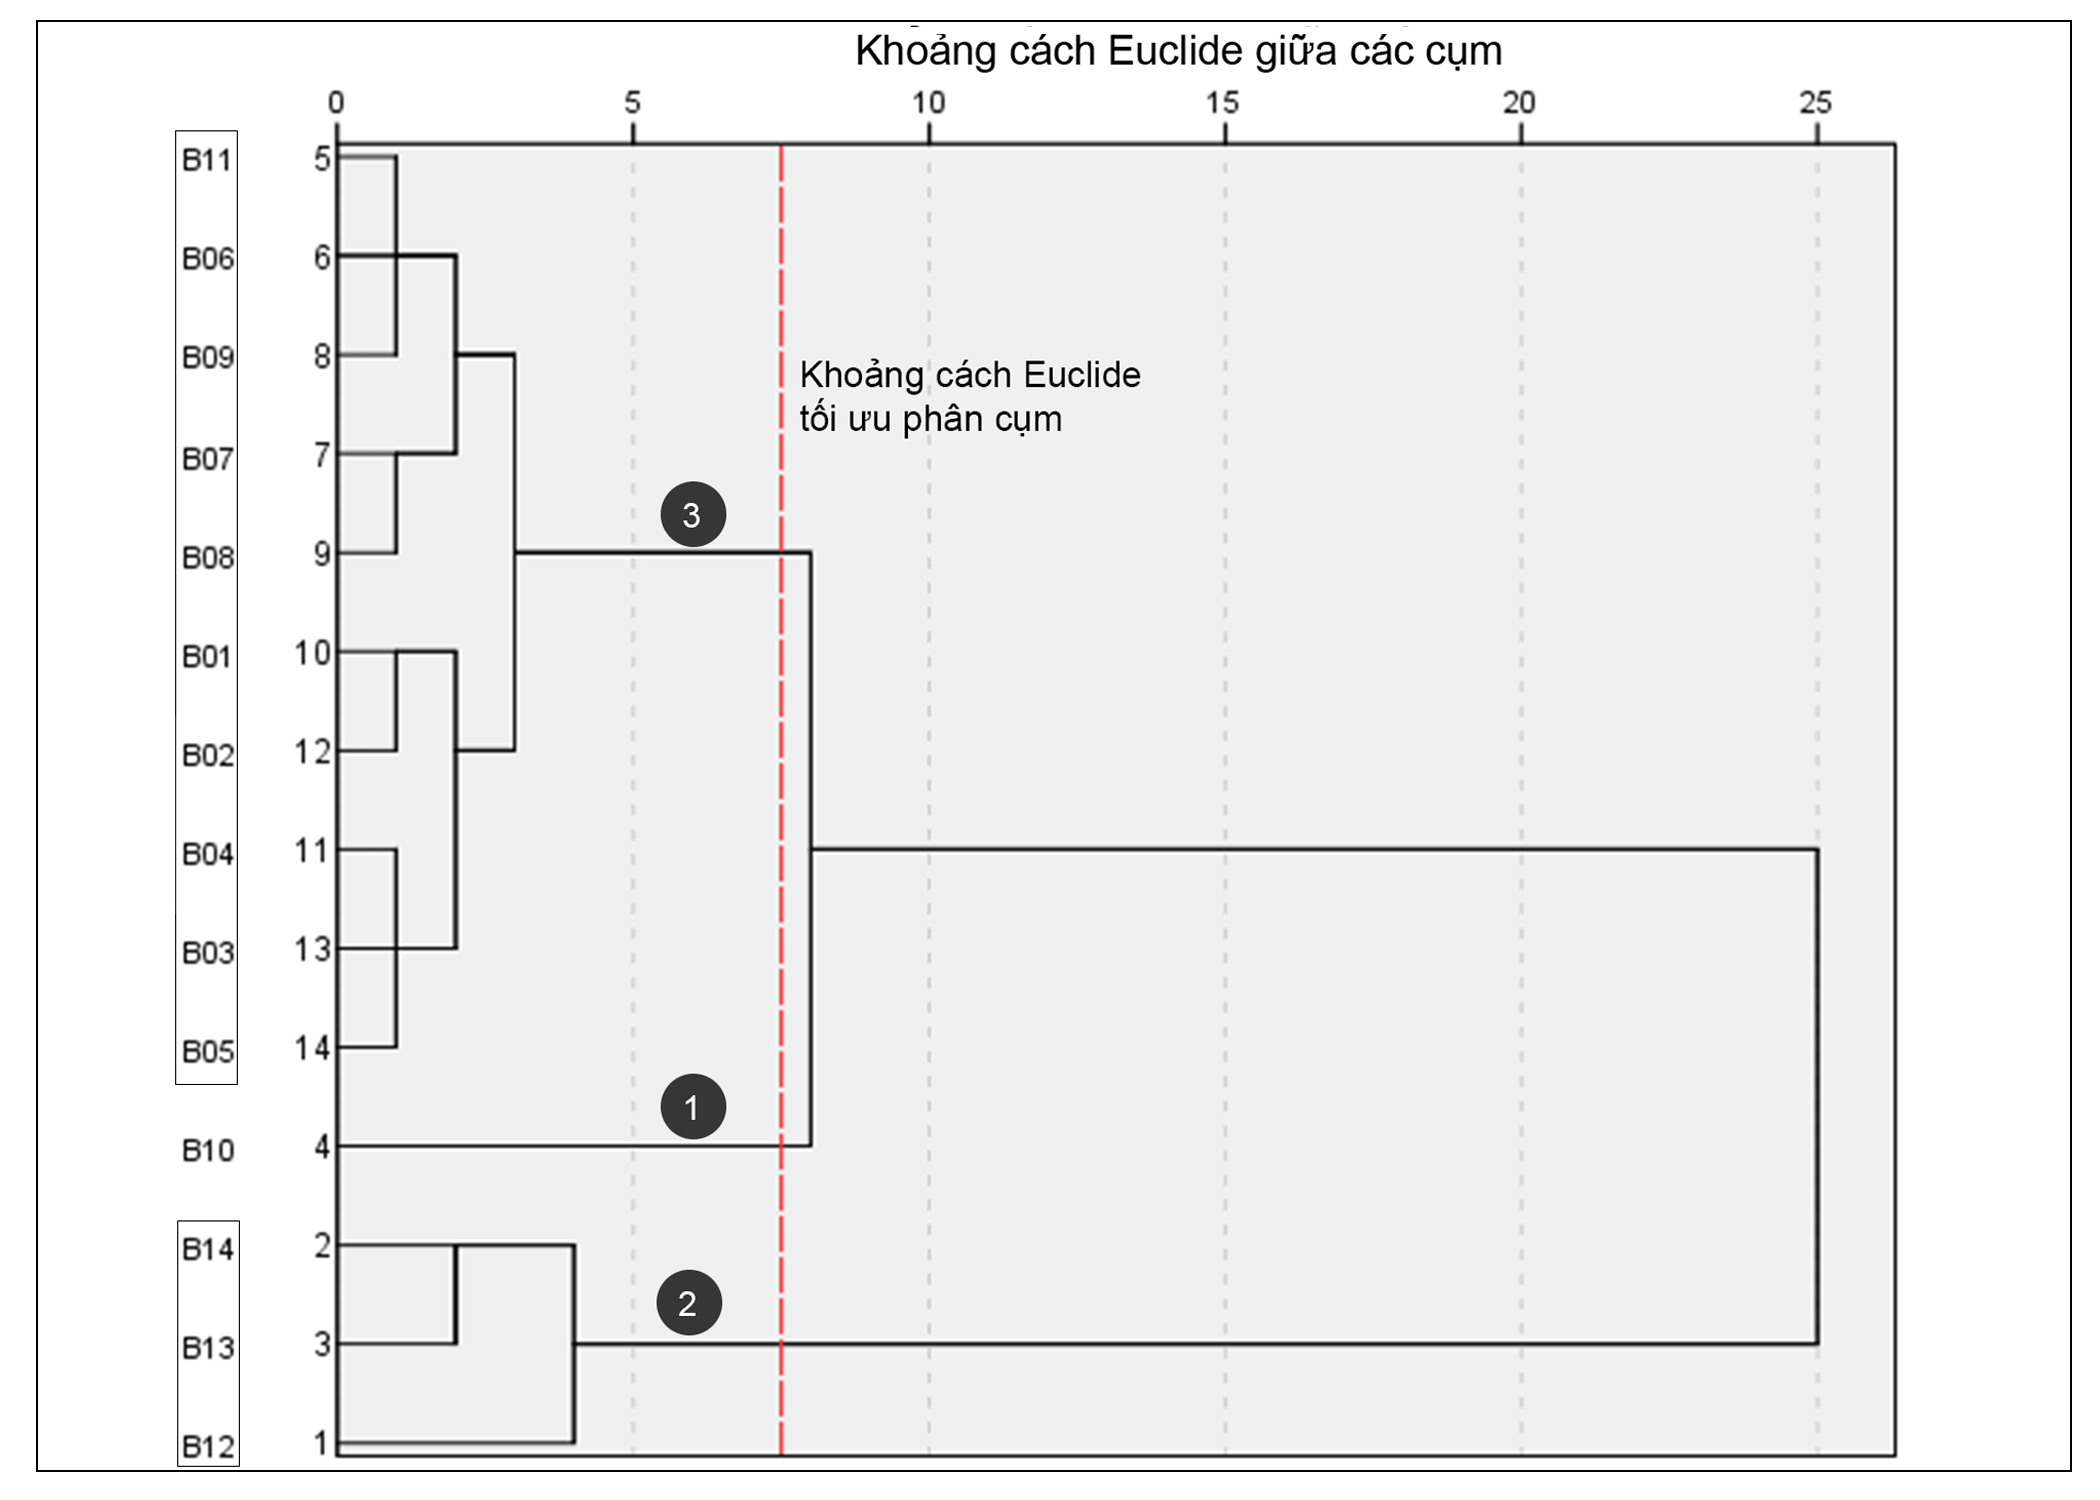 Khoảng cách Euclide giữa các cụm
0 5 10 15 20 25
B11 5
B06 6
B09 8
Khoảng cách Euclide
tối ưu phân cụm
B07 7
3
B08 9
B01 10
B02 12
B04 11
B03 13
B05 14
1
B10 4
B14 2
2
B13 3
B12 1